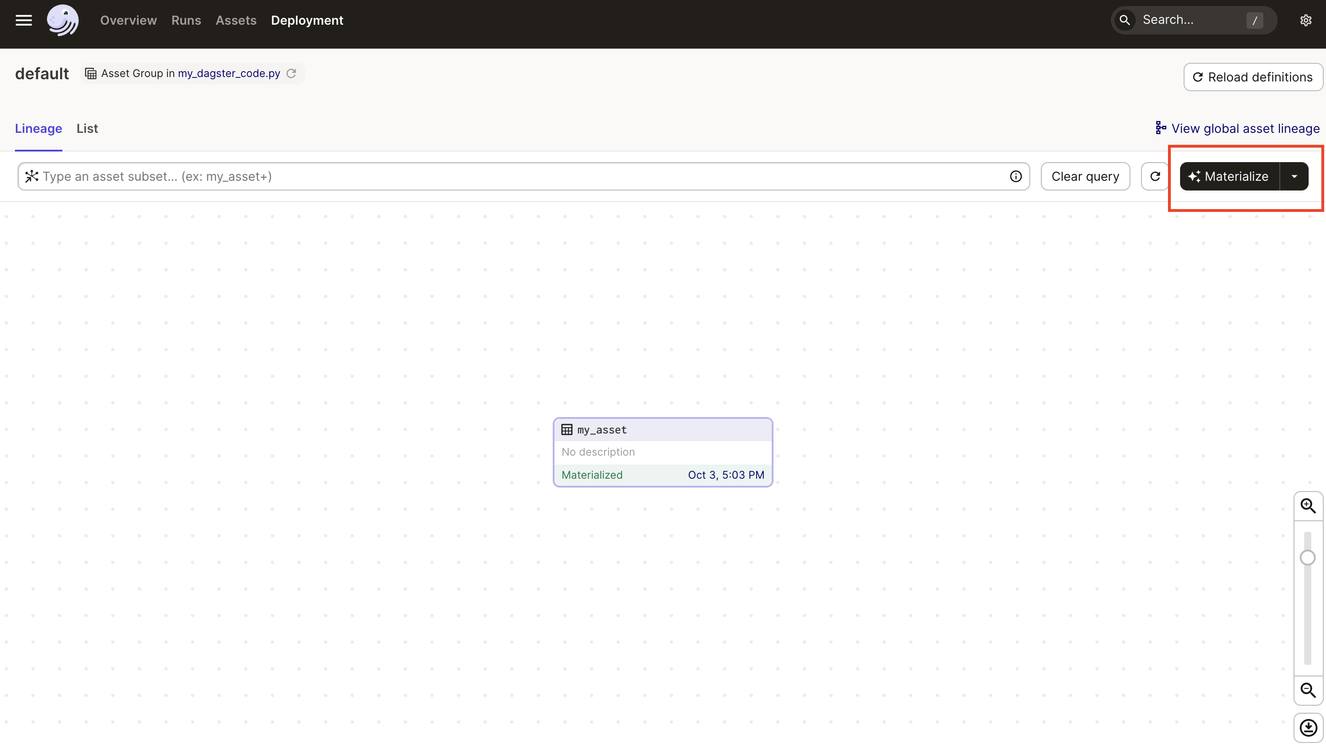 Overview Runs Assets Deployment Search... /
default Asset Group in my_dagster_code.py Reload definitions
Lineage List View global asset lineage
Type an asset subset… (ex: my_asset+) Clear query Materialize
my_asset
No description
Materialized Oct 3, 5:03 PM